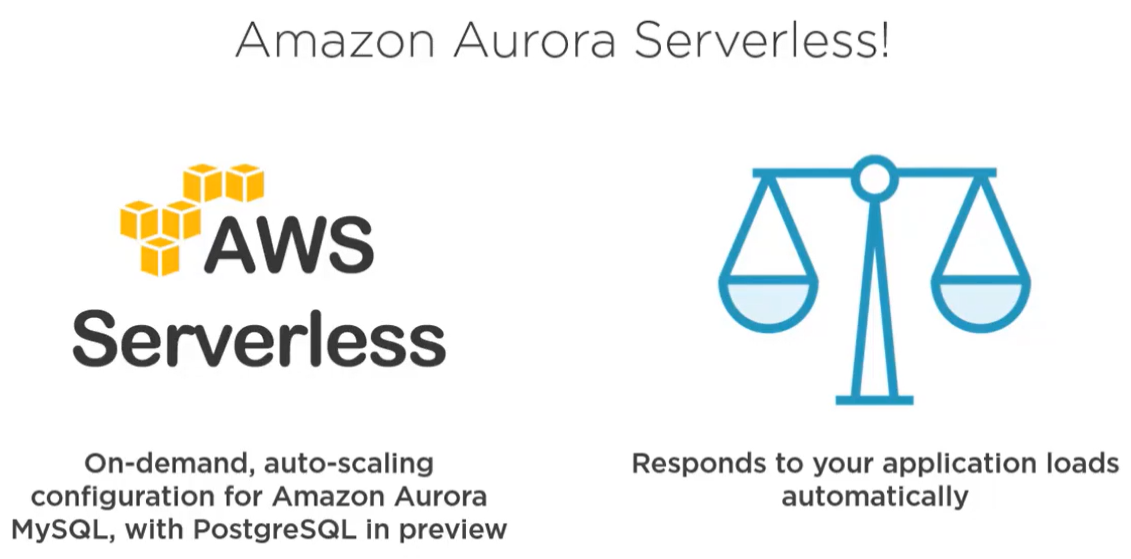 Amazon Aurora Serverless!
AWS
Serverless
On-demand, auto-scaling
configuration for Amazon Aurora
MySQL, with PostgreSQL in preview
Responds to your application loads
automatically